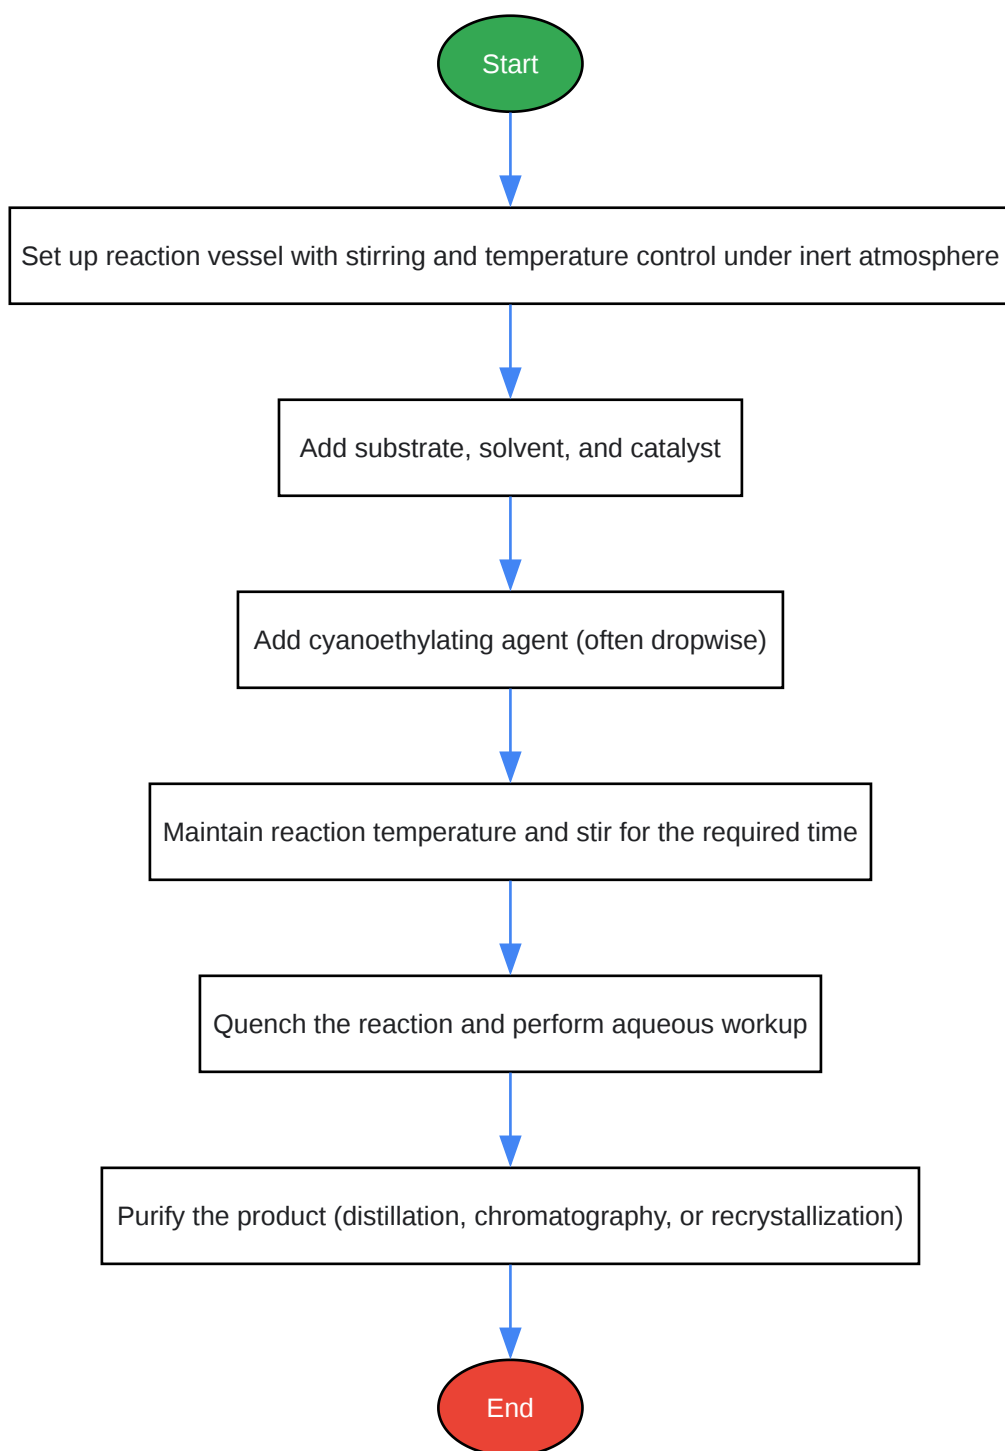 Start
Set up reaction vessel with stirring and temperature control under inert atmosphere
Add substrate, solvent, and catalyst
Add cyanoethylating agent (often dropwise)
Maintain reaction temperature and stir for the required time
Quench the reaction and perform aqueous workup
Purify the product (distillation, chromatography, or recrystallization)
End